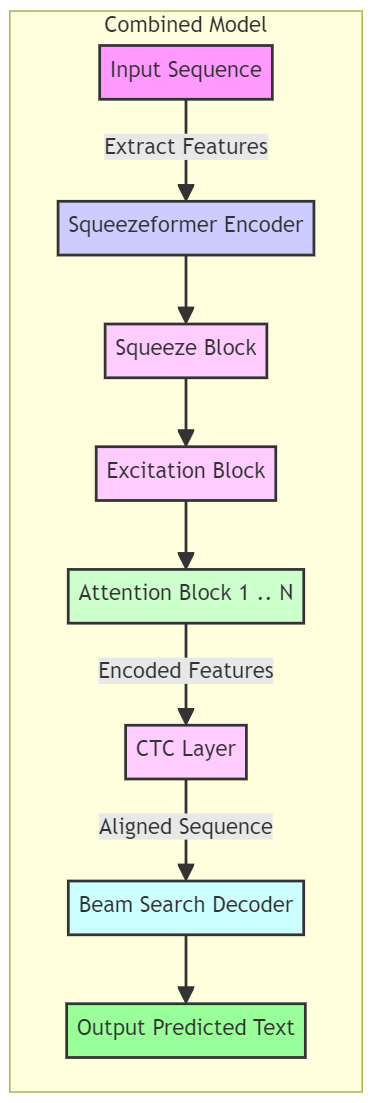 Combined Model
Input Sequence
Extract Features
Squeezeformer Encoder
Squeeze Block
Excitation Block
Attention Block 1 .. N
Encoded Features
CTC Layer
Aligned Sequence
Beam Search Decoder
Output Predicted Text